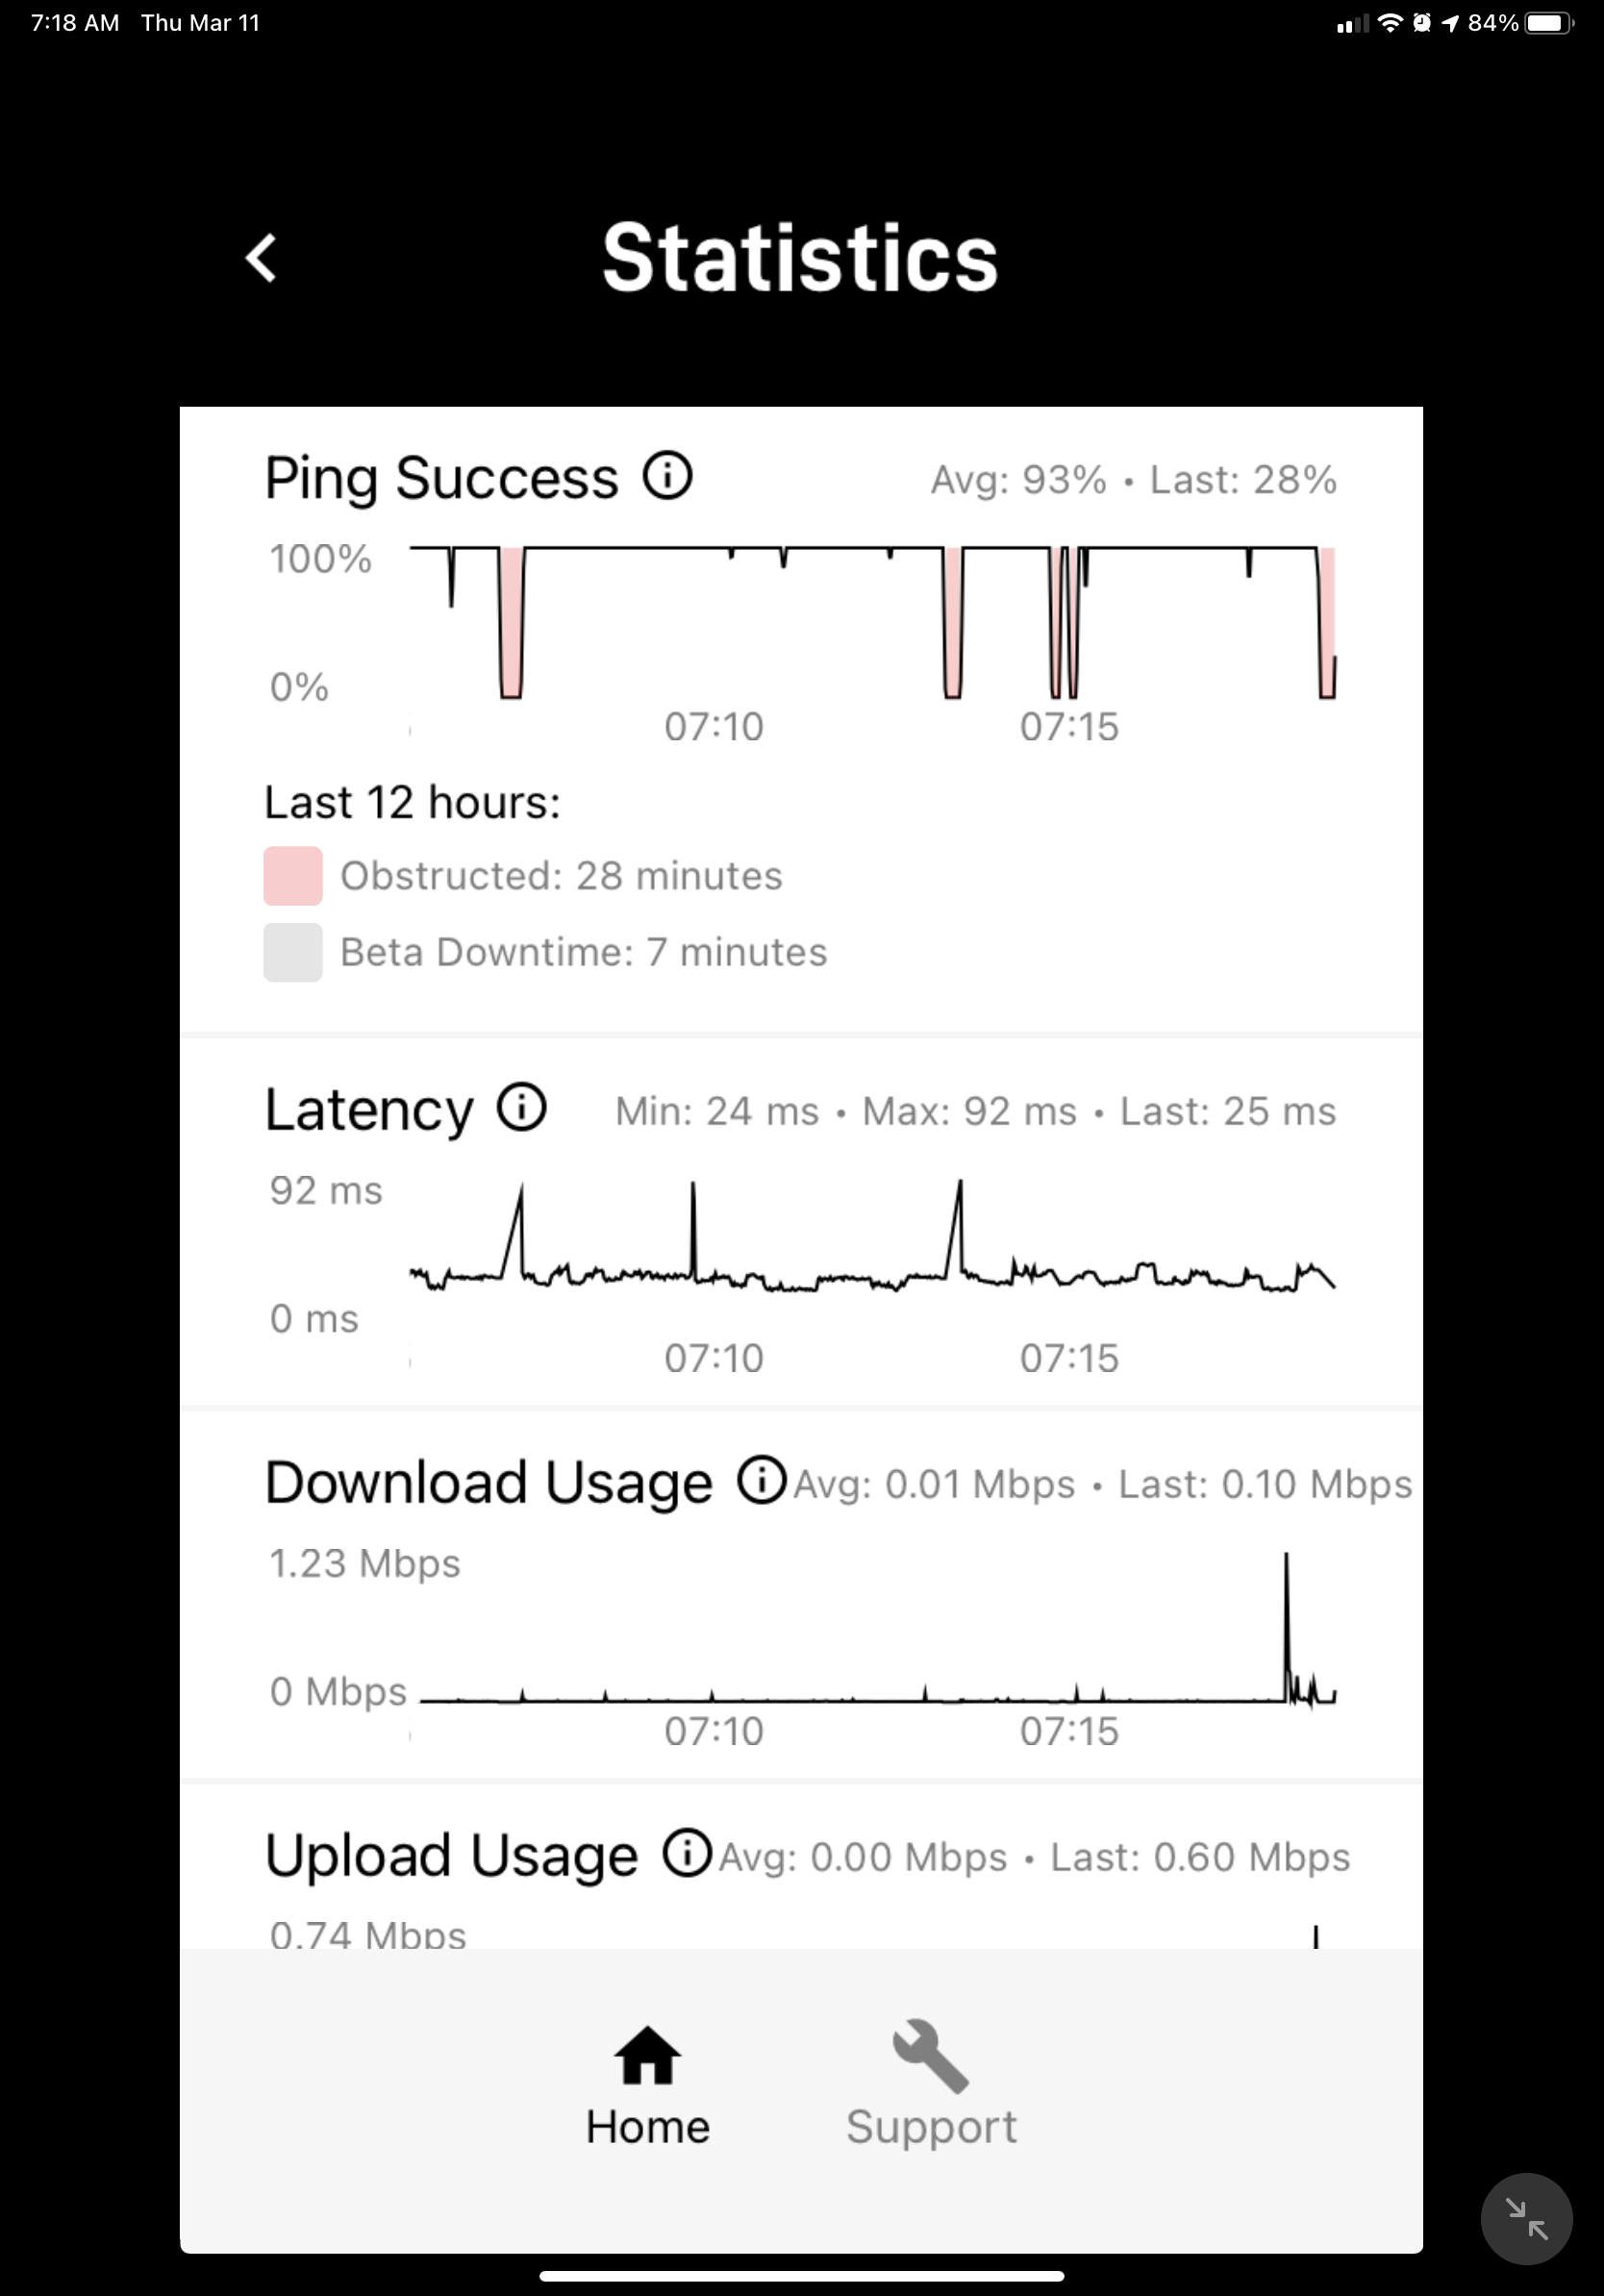 7:18 AM Thu Mar 11 84%
Statistics
Ping Success Avg: 93% • Last: 28%
100%
0%
07:10 07:15
Last 12 hours:
Obstructed: 28 minutes
Beta Downtime: 7 minutes
Latency Min: 24 ms • Max: 92 ms • Last: 25 ms
92 ms
0 ms
07:10 07:15
Download Usage Avg: 0.01 Mbps • Last: 0.10 Mbps
1.23 Mbps
0 Mbps
07:10 07:15
Upload Usage Avg: 0.00 Mbps • Last: 0.60 Mbps
0.74 Mbps
Home Support